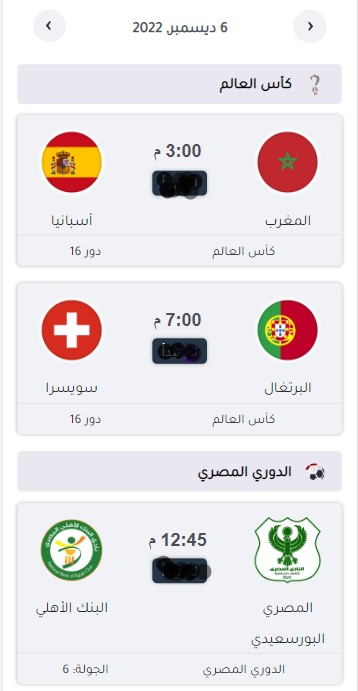 6 ديسمبر, 2022
كأس العالم
المغرب
3:00 م
أسبانيا
كأس العالم
دور 16
البرتغال
7:00 م
سويسرا
كأس العالم
دور 16
الدوري المصري
المصري
البورسعيدي
12:45 م
البنك الأهلي
الدوري المصري
الجولة: 6